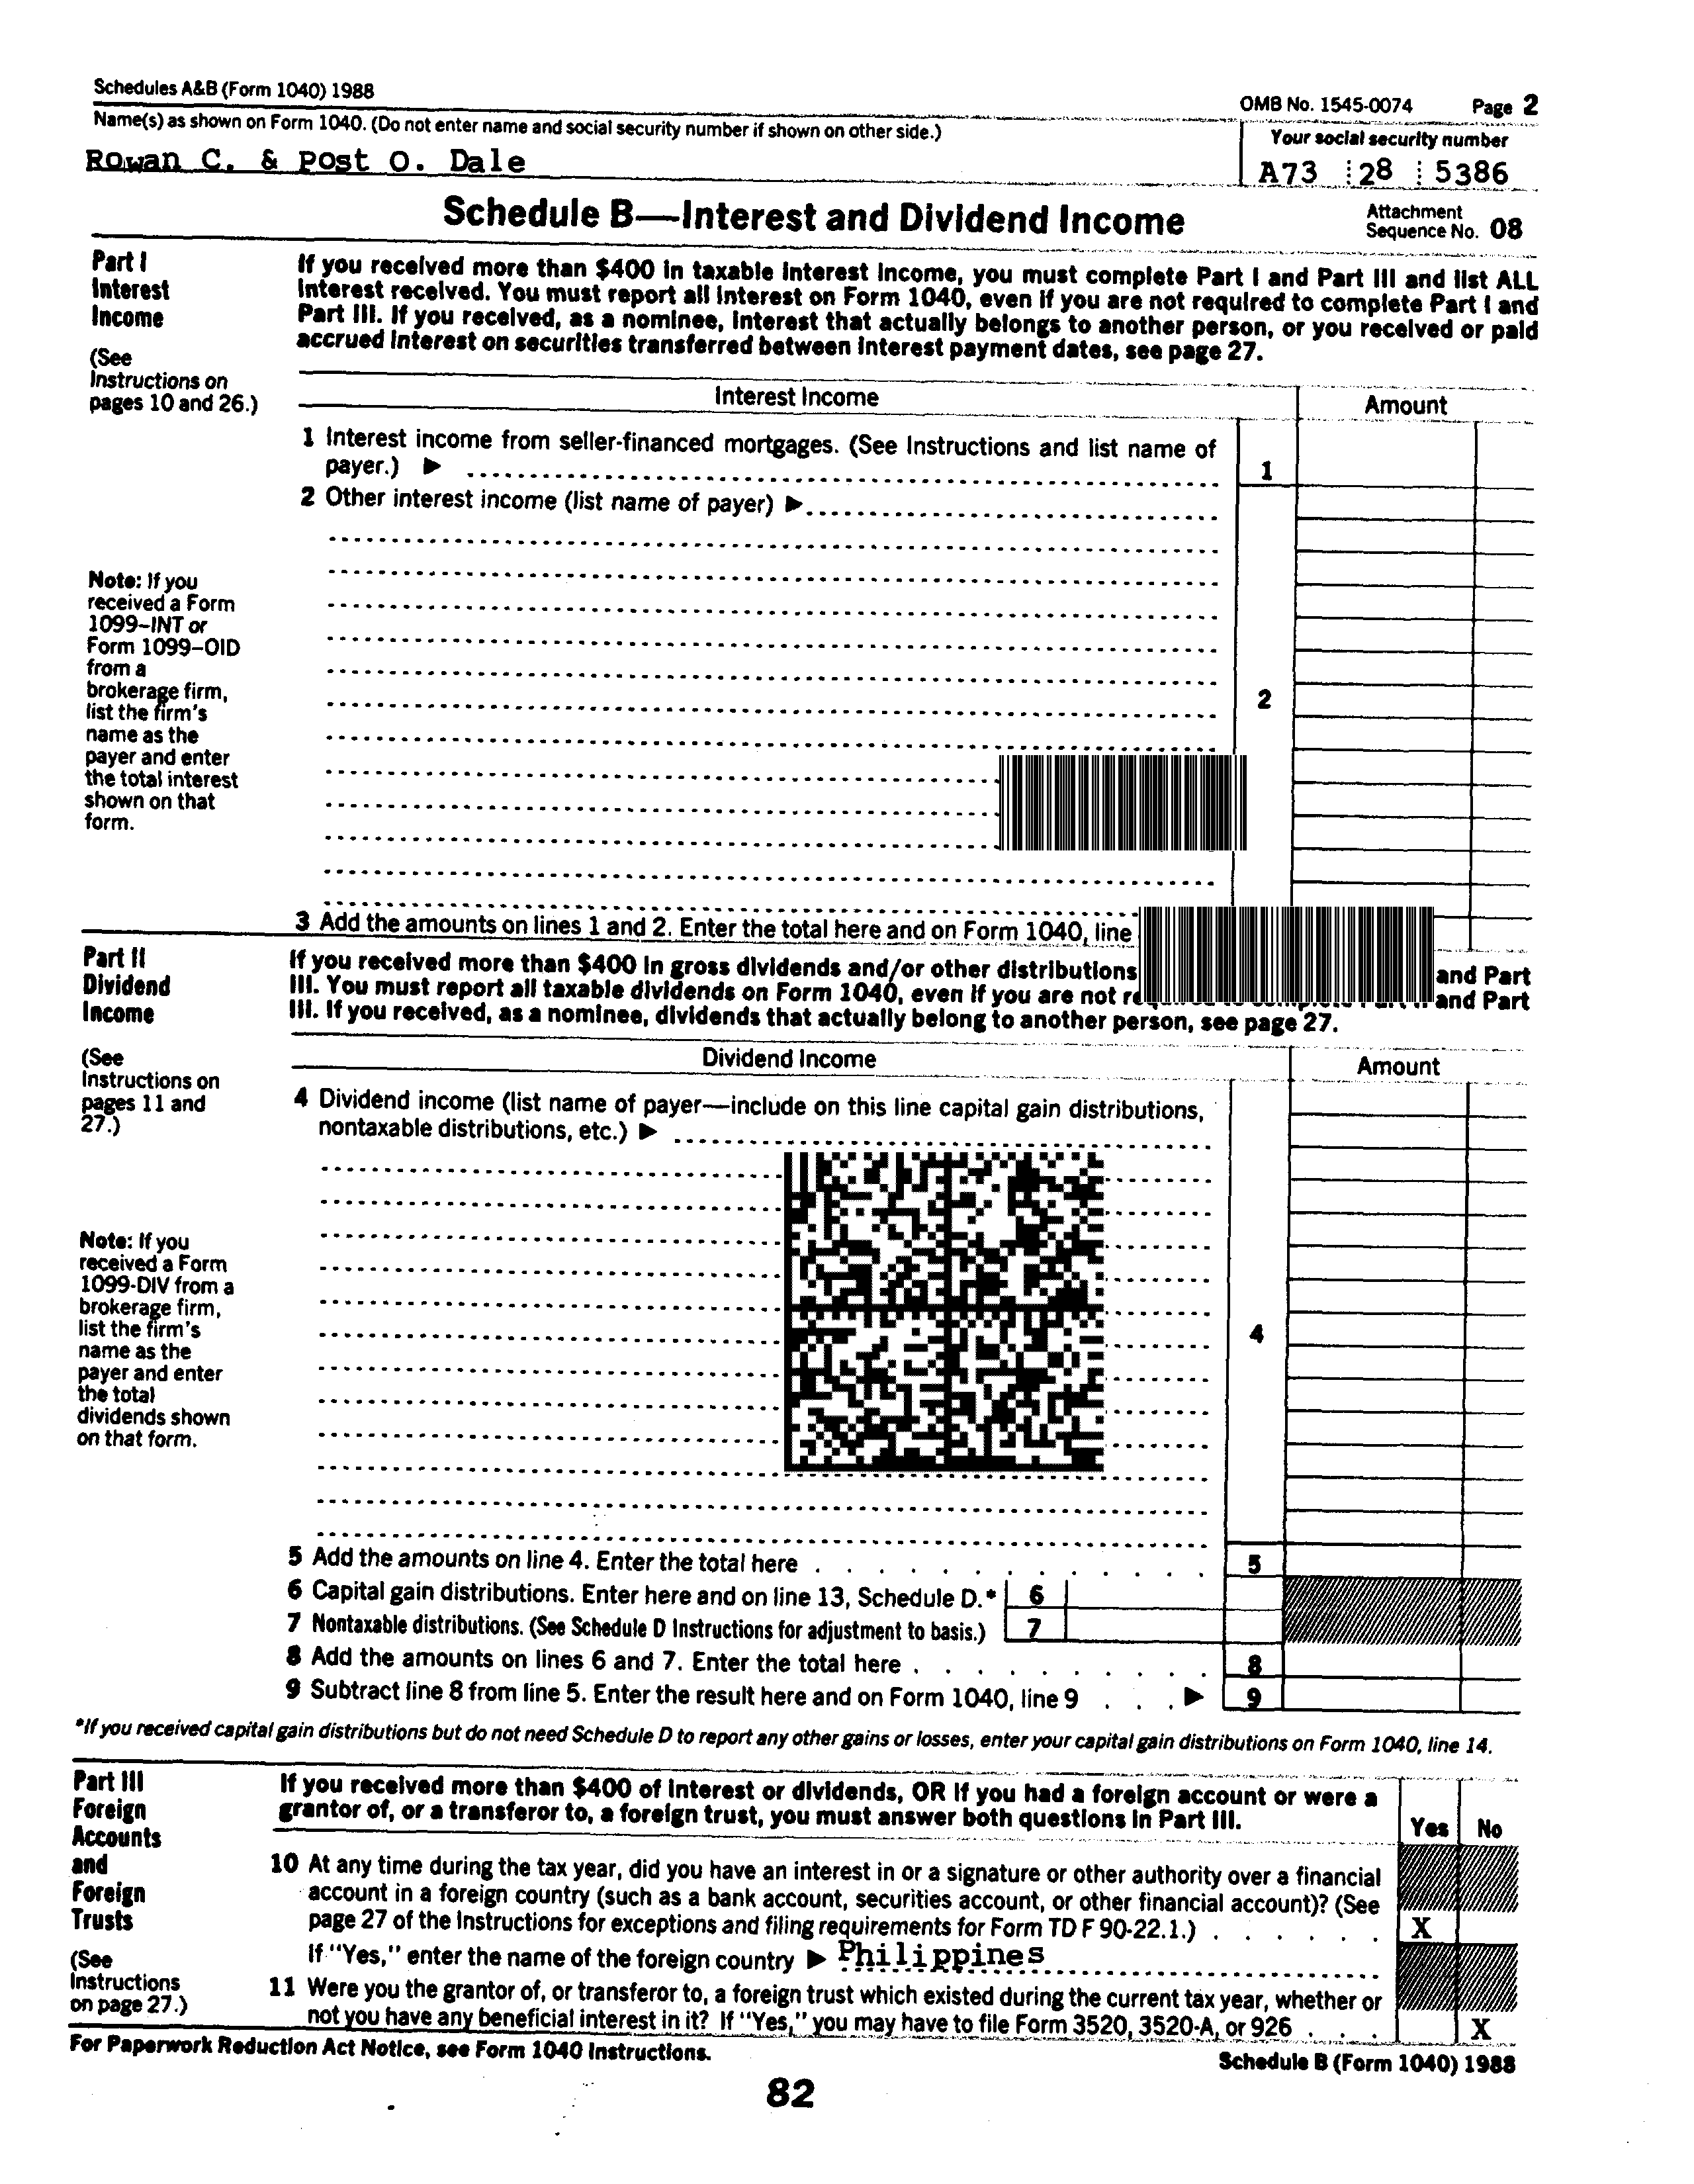 Schedules A&B (Form 1040) 1988
OMB No. 1545-0074 Page 2
Name(s) as shown on Form 1040. (Do not enter name and social security number if shown on other side.)
Your social security number
Rowan C. & Post O. Dale
A73 28 5386
Schedule B—Interest and Dividend Income
Attachment
Sequence No. 08
Part I
Interest
Income
(See
Instructions on
pages 10 and 26.)
If you received more than $400 in taxable interest income, you must complete Part I and Part III and list ALL
interest received. You must report all interest on Form 1040, even if you are not required to complete Part I and
Part III. If you received, as a nominee, interest that actually belongs to another person, or you received or paid
accrued interest on securities transferred between interest payment dates, see page 27.
Interest Income
Amount
1 Interest income from seller-financed mortgages. (See Instructions and list name of
payer.) ▶
1
2 Other interest income (list name of payer) ▶
Note: If you
received a Form
1099–INT or
Form 1099–OID
from a
brokerage firm,
list the firm's
name as the
payer and enter
the total interest
shown on that
form.
2
3 Add the amounts on lines 1 and 2. Enter the total here and on Form 1040, line
Part II
Dividend
Income
(See
Instructions on
pages 11 and
27.)
If you received more than $400 in gross dividends and/or other distributions and Part
III. You must report all taxable dividends on Form 1040, even if you are not and Part
III. If you received, as a nominee, dividends that actually belong to another person, see page 27.
Dividend Income
Amount
4 Dividend income (list name of payer—include on this line capital gain distributions,
nontaxable distributions, etc.) ▶
Note: If you
received a Form
1099-DIV from a
brokerage firm,
list the firm's
name as the
payer and enter
the total
dividends shown
on that form.
4
5 Add the amounts on line 4. Enter the total here . . . . . . . . . . . . 5
6 Capital gain distributions. Enter here and on line 13, Schedule D.* 6
7 Nontaxable distributions. (See Schedule D Instructions for adjustment to basis.) 7
8 Add the amounts on lines 6 and 7. Enter the total here . . . . . . . . . 8
9 Subtract line 8 from line 5. Enter the result here and on Form 1040, line 9 . . . ▶ 9
*If you received capital gain distributions but do not need Schedule D to report any other gains or losses, enter your capital gain distributions on Form 1040, line 14.
Part III
Foreign
Accounts
and
Foreign
Trusts
(See
Instructions
on page 27.)
If you received more than $400 of interest or dividends, OR if you had a foreign account or were a
grantor of, or a transferor to, a foreign trust, you must answer both questions in Part III.
Yes No
10 At any time during the tax year, did you have an interest in or a signature or other authority over a financial
account in a foreign country (such as a bank account, securities account, or other financial account)? (See
page 27 of the Instructions for exceptions and filing requirements for Form TD F 90-22.1.) . . . . . . X
If "Yes," enter the name of the foreign country ▶ Philippines
11 Were you the grantor of, or transferor to, a foreign trust which existed during the current tax year, whether or
not you have any beneficial interest in it? If "Yes," you may have to file Form 3520, 3520-A, or 926 . . . X
For Paperwork Reduction Act Notice, see Form 1040 Instructions.
Schedule B (Form 1040) 1988
82